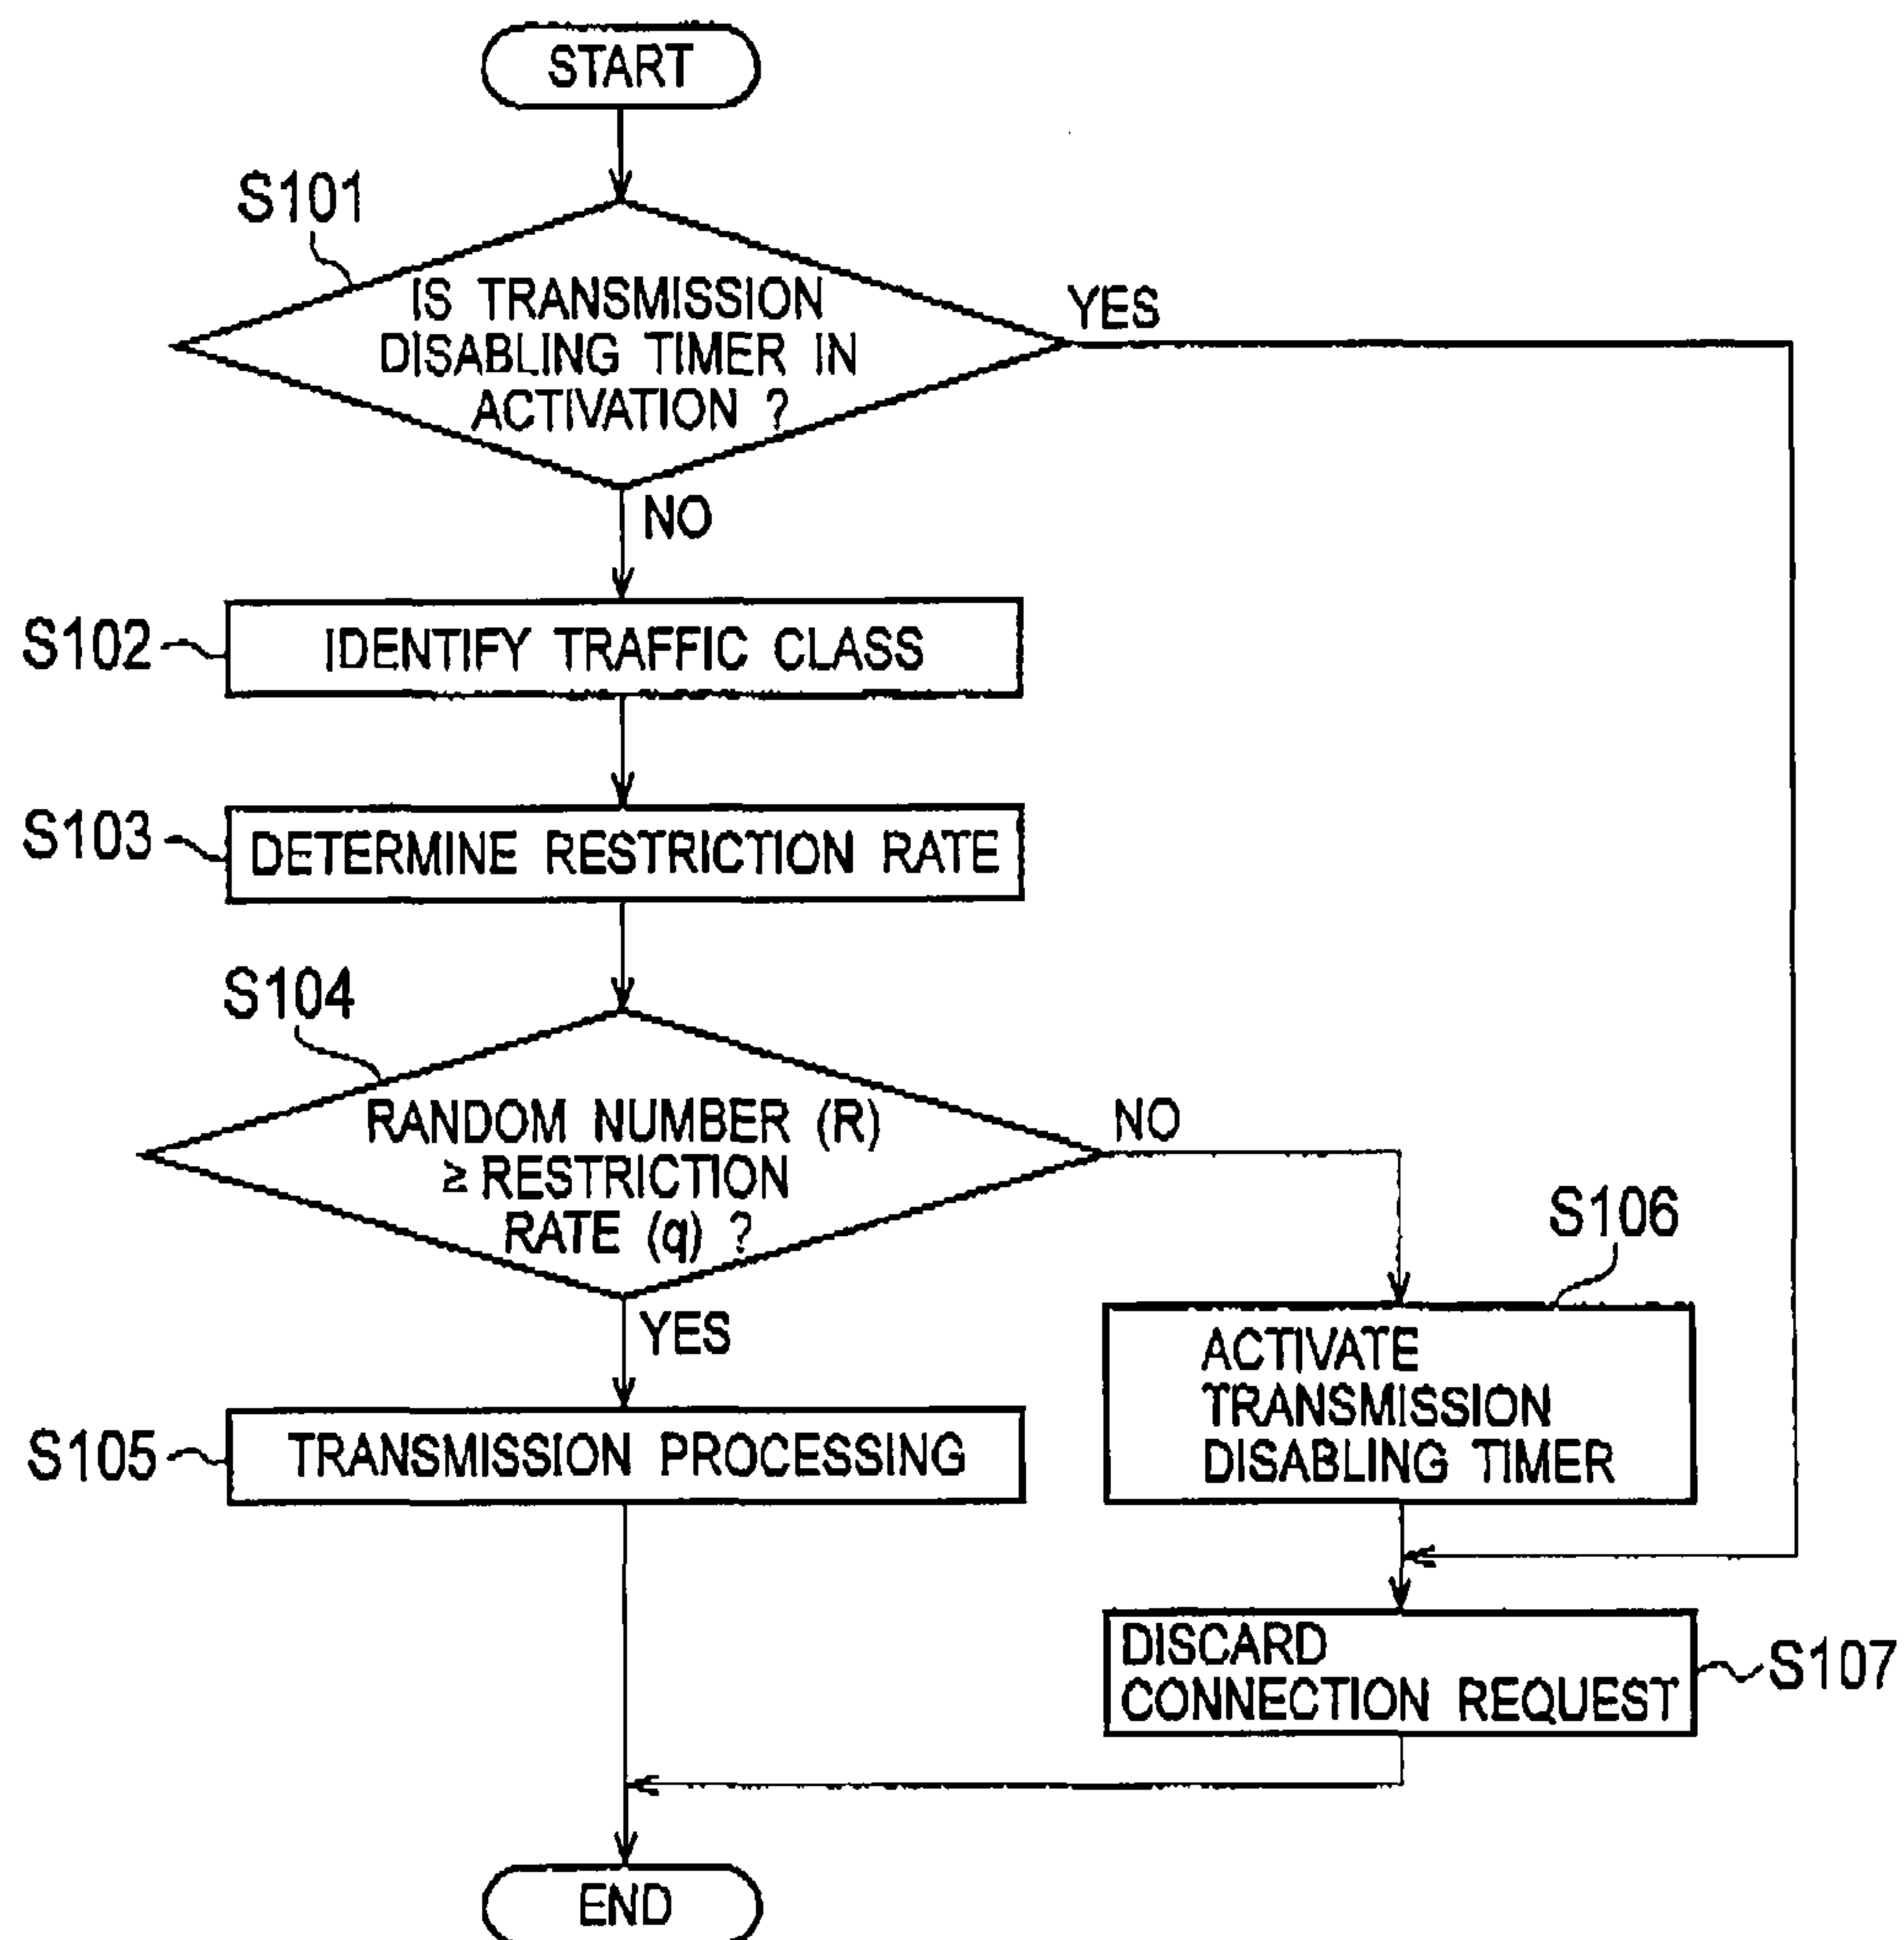 START
S101
IS TRANSMISSION
DISABLING TIMER IN
ACTIVATION ?
YES
NO
S102
IDENTIFY TRAFFIC CLASS
S103
DETERMINE RESTRICTION RATE
S104
RANDOM NUMBER (R)
≥ RESTRICTION
RATE (q) ?
NO
YES
S106
ACTIVATE
TRANSMISSION
DISABLING TIMER
S105
TRANSMISSION PROCESSING
DISCARD
CONNECTION REQUEST
S107
END